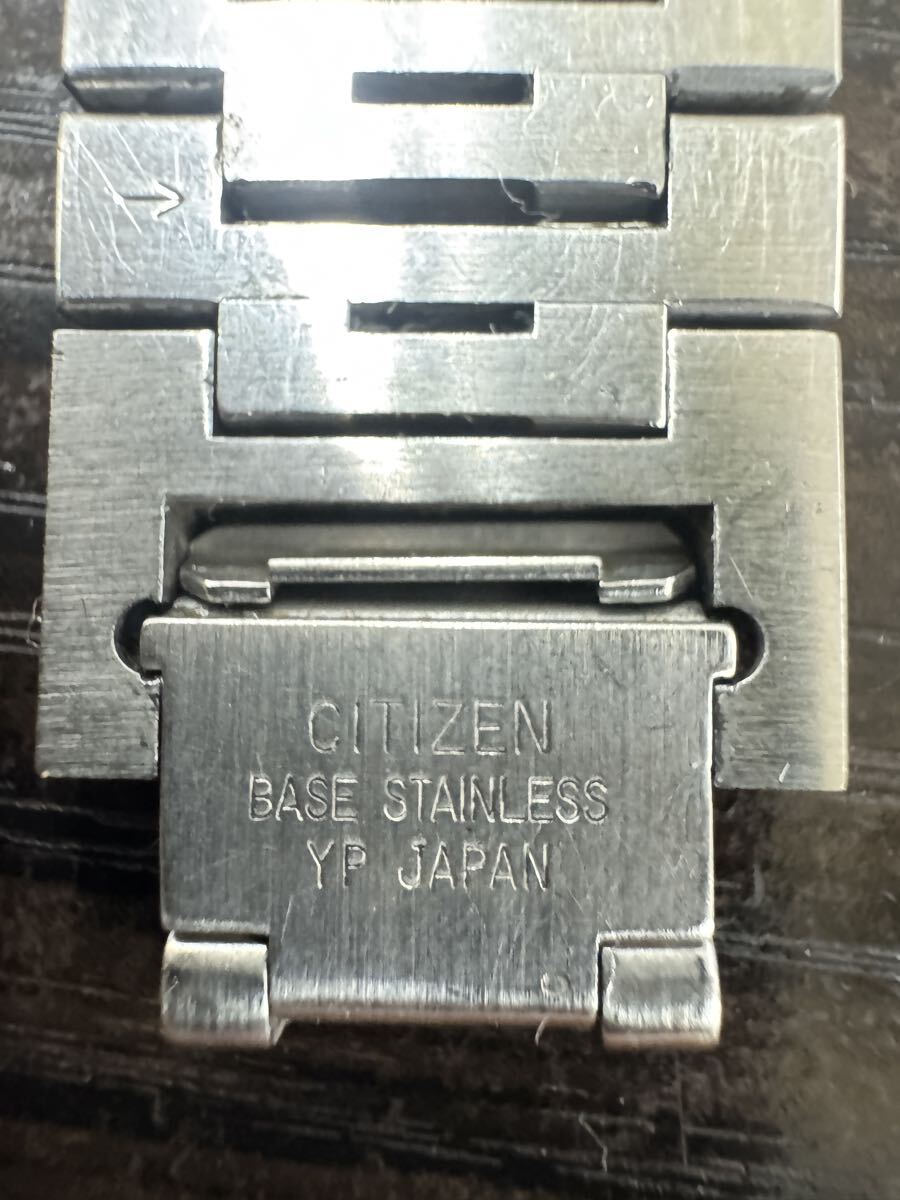 →
CITIZEN
BASE STAINLESS
YP JAPAN